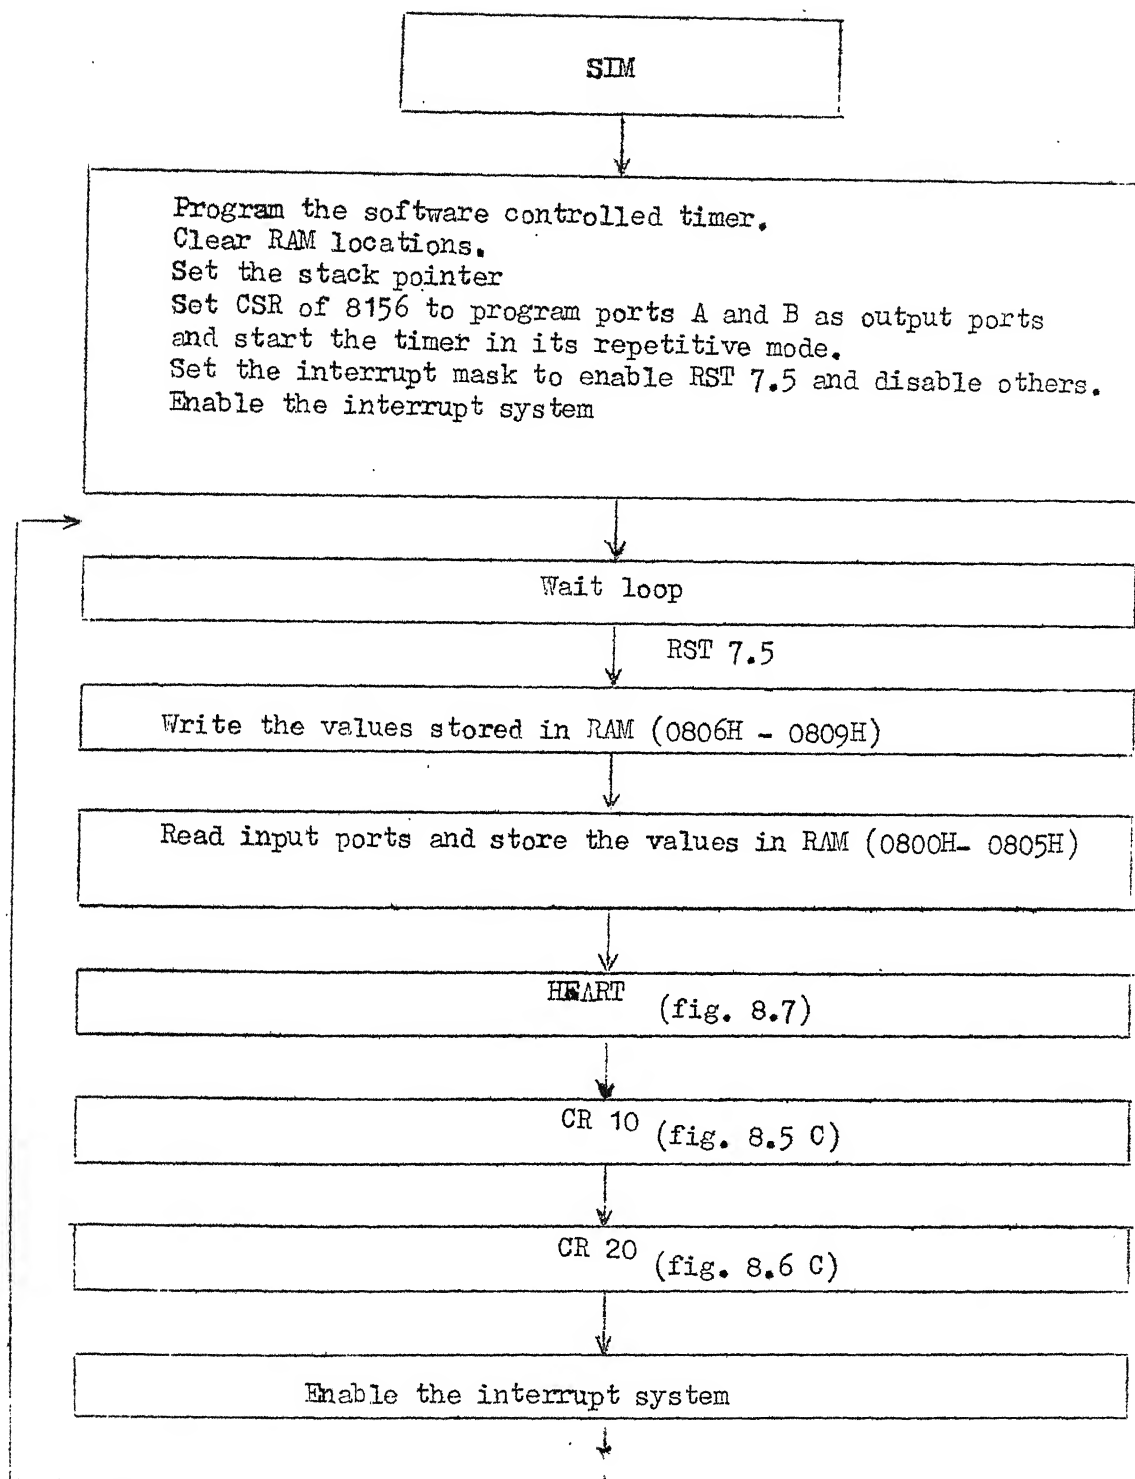 SIM
Program the software controlled timer.
Clear RAM locations.
Set the stack pointer
Set CSR of 8156 to program ports A and B as output ports
and start the timer in its repetitive mode.
Set the interrupt mask to enable RST 7.5 and disable others.
Enable the interrupt system
Wait loop
RST 7.5
Write the values stored in RAM (0806H - 0809H)
Read input ports and store the values in RAM (0800H- 0805H)
HEART (fig. 8.7)
CR 10 (fig. 8.5 C)
CR 20 (fig. 8.6 C)
Enable the interrupt system